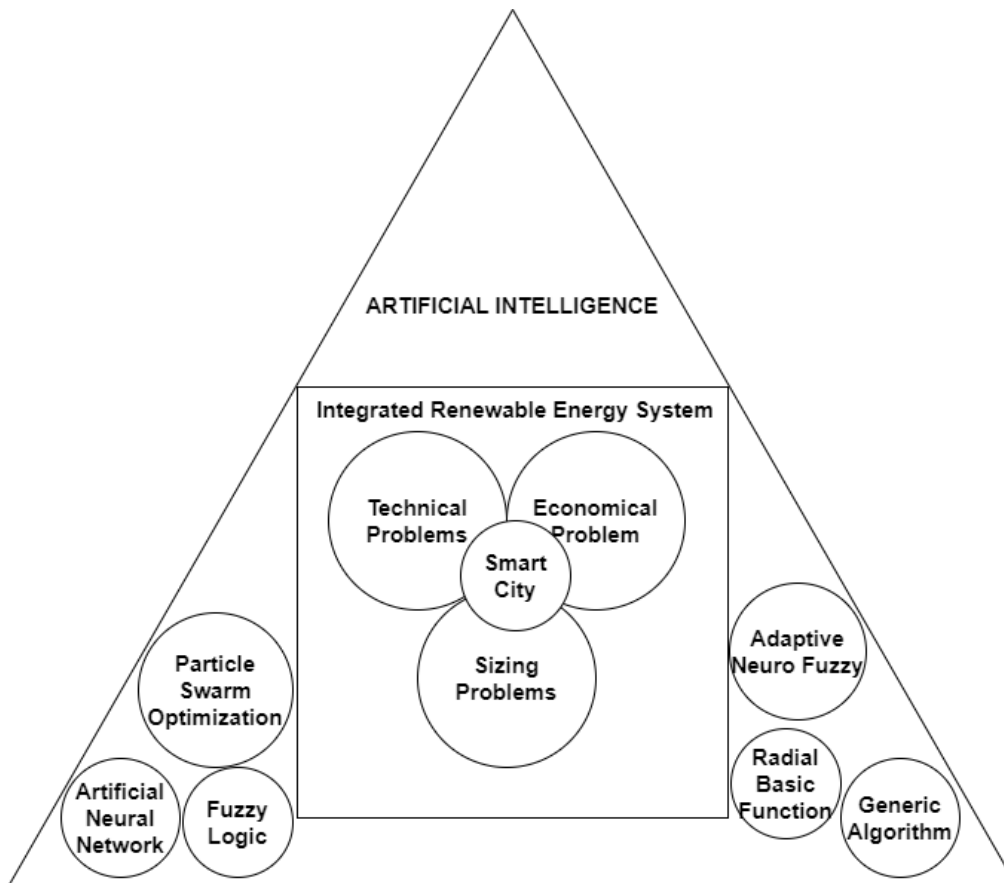 ARTIFICIAL INTELLIGENCE
Integrated Renewable Energy System
Technical
Problems
Economical
Problem
Smart
City
Sizing
Problems
Particle
Swarm
Optimization
Artificial
Neural
Network
Fuzzy
Logic
Adaptive
Neuro Fuzzy
Radial
Basic
Function
Generic
Algorithm